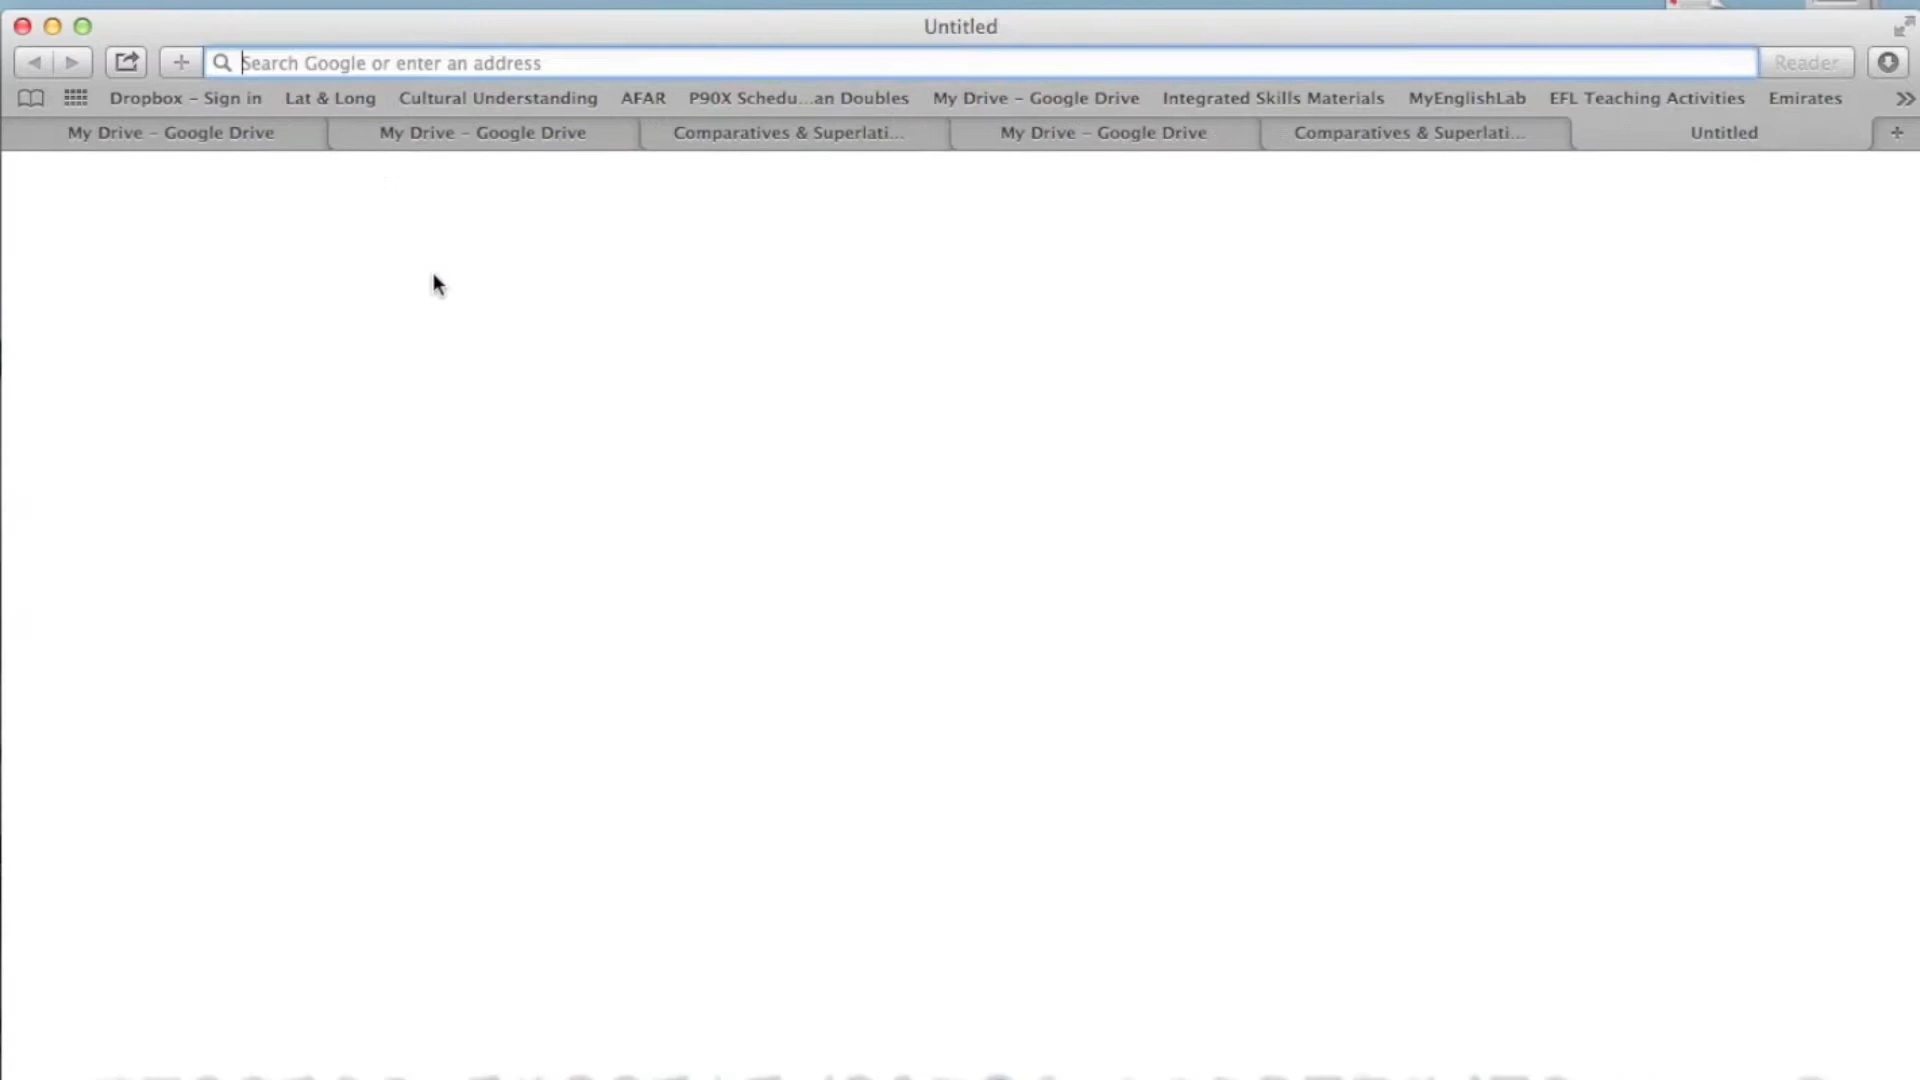 Untitled
Search Google or enter an address Reader
Dropbox – Sign in Lat & Long Cultural Understanding AFAR P90X Schedu...an Doubles My Drive – Google Drive Integrated Skills Materials MyEnglishLab EFL Teaching Activities Emirates
My Drive – Google Drive My Drive – Google Drive Comparatives & Superlati... My Drive – Google Drive Comparatives & Superlati... Untitled